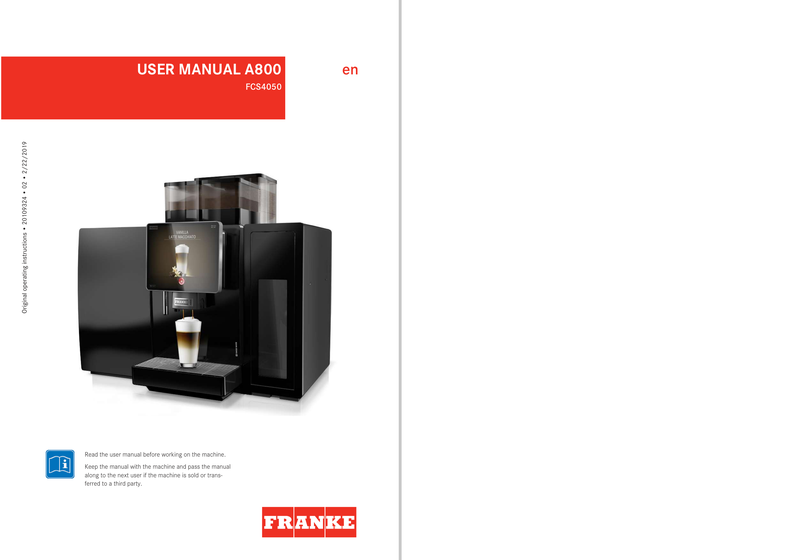 USER MANUAL A800
en
FCS4050
Original operating instructions • 20109324 • 02 • 2/22/2019
VANILLA
LATTE MACCHIATO
Read the user manual before working on the machine.
Keep the manual with the machine and pass the manual
along to the next user if the machine is sold or trans-
ferred to a third party.
FRANKE